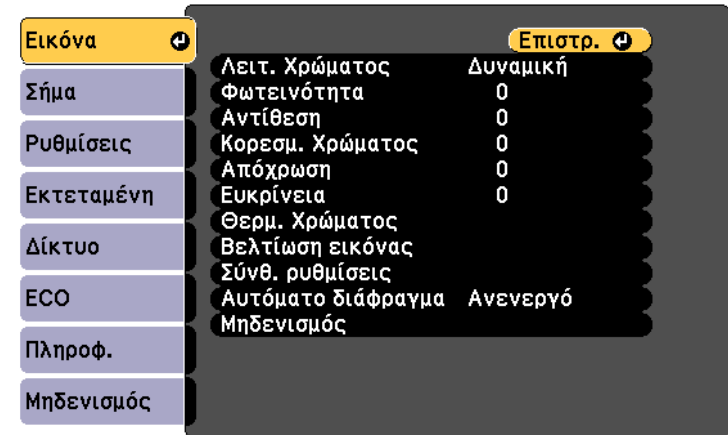 Εικόνα
Σήμα
Ρυθμίσεις
Εκτεταμένη
Δίκτυο
ECO
Πληροφ.
Μηδενισμός
Επιστρ.
Λειτ. Χρώματος Δυναμική
Φωτεινότητα 0
Αντίθεση 0
Κορεσμ. Χρώματος 0
Απόχρωση 0
Ευκρίνεια 0
Θερμ. Χρώματος
Βελτίωση εικόνας
Σύνθ. ρυθμίσεις
Αυτόματο διάφραγμα Ανενεργό
Μηδενισμός